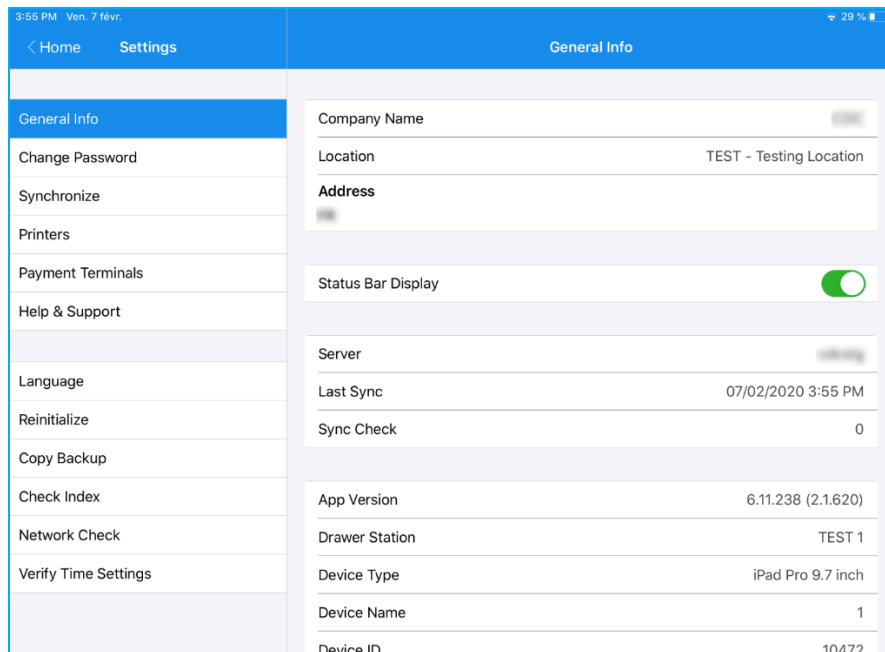 3:55 PM Ven. 7 févr.
29 %
Home Settings
General Info
General Info
Change Password
Synchronize
Printers
Payment Terminals
Help & Support
Language
Reinitialize
Copy Backup
Check Index
Network Check
Verify Time Settings
Company Name
Location TEST - Testing Location
Address
Status Bar Display
Server
Last Sync 07/02/2020 3:55 PM
Sync Check 0
App Version 6.11.238 (2.1.620)
Drawer Station TEST 1
Device Type iPad Pro 9.7 inch
Device Name 1
Device ID 10472